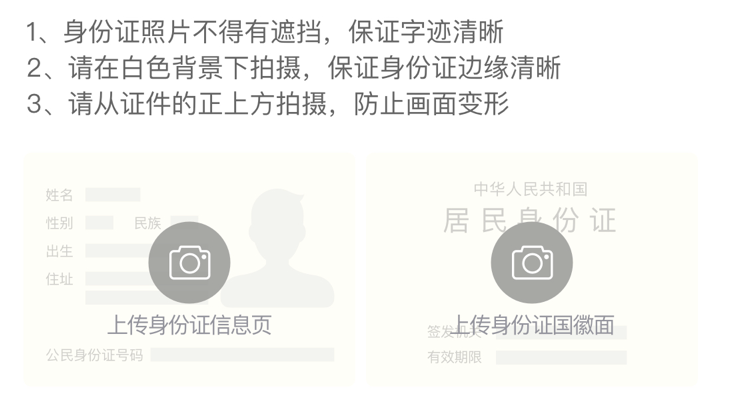 1、身份证照片不得有遮挡，保证字迹清晰
2、请在白色背景下拍摄，保证身份证边缘清晰
3、请从证件的正上方拍摄，防止画面变形
姓名
性别 民族
出生
住址
上传身份证信息页
公民身份证号码
中华人民共和国
居民身份证
上传身份证国徽面
签发机关
有效期限